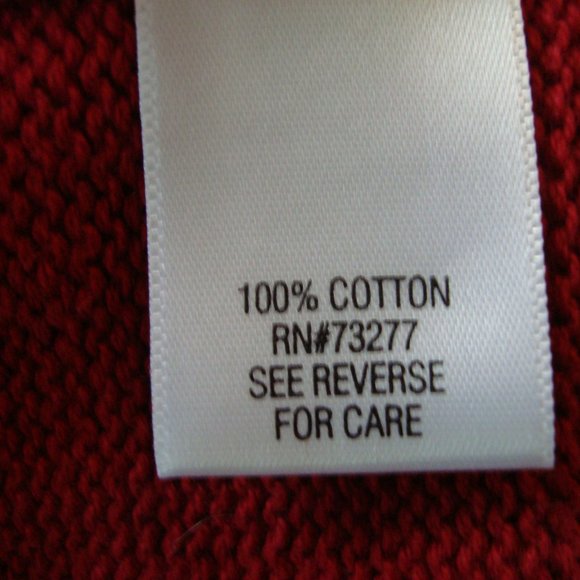 100% COTTON
RN#73277
SEE REVERSE
FOR CARE